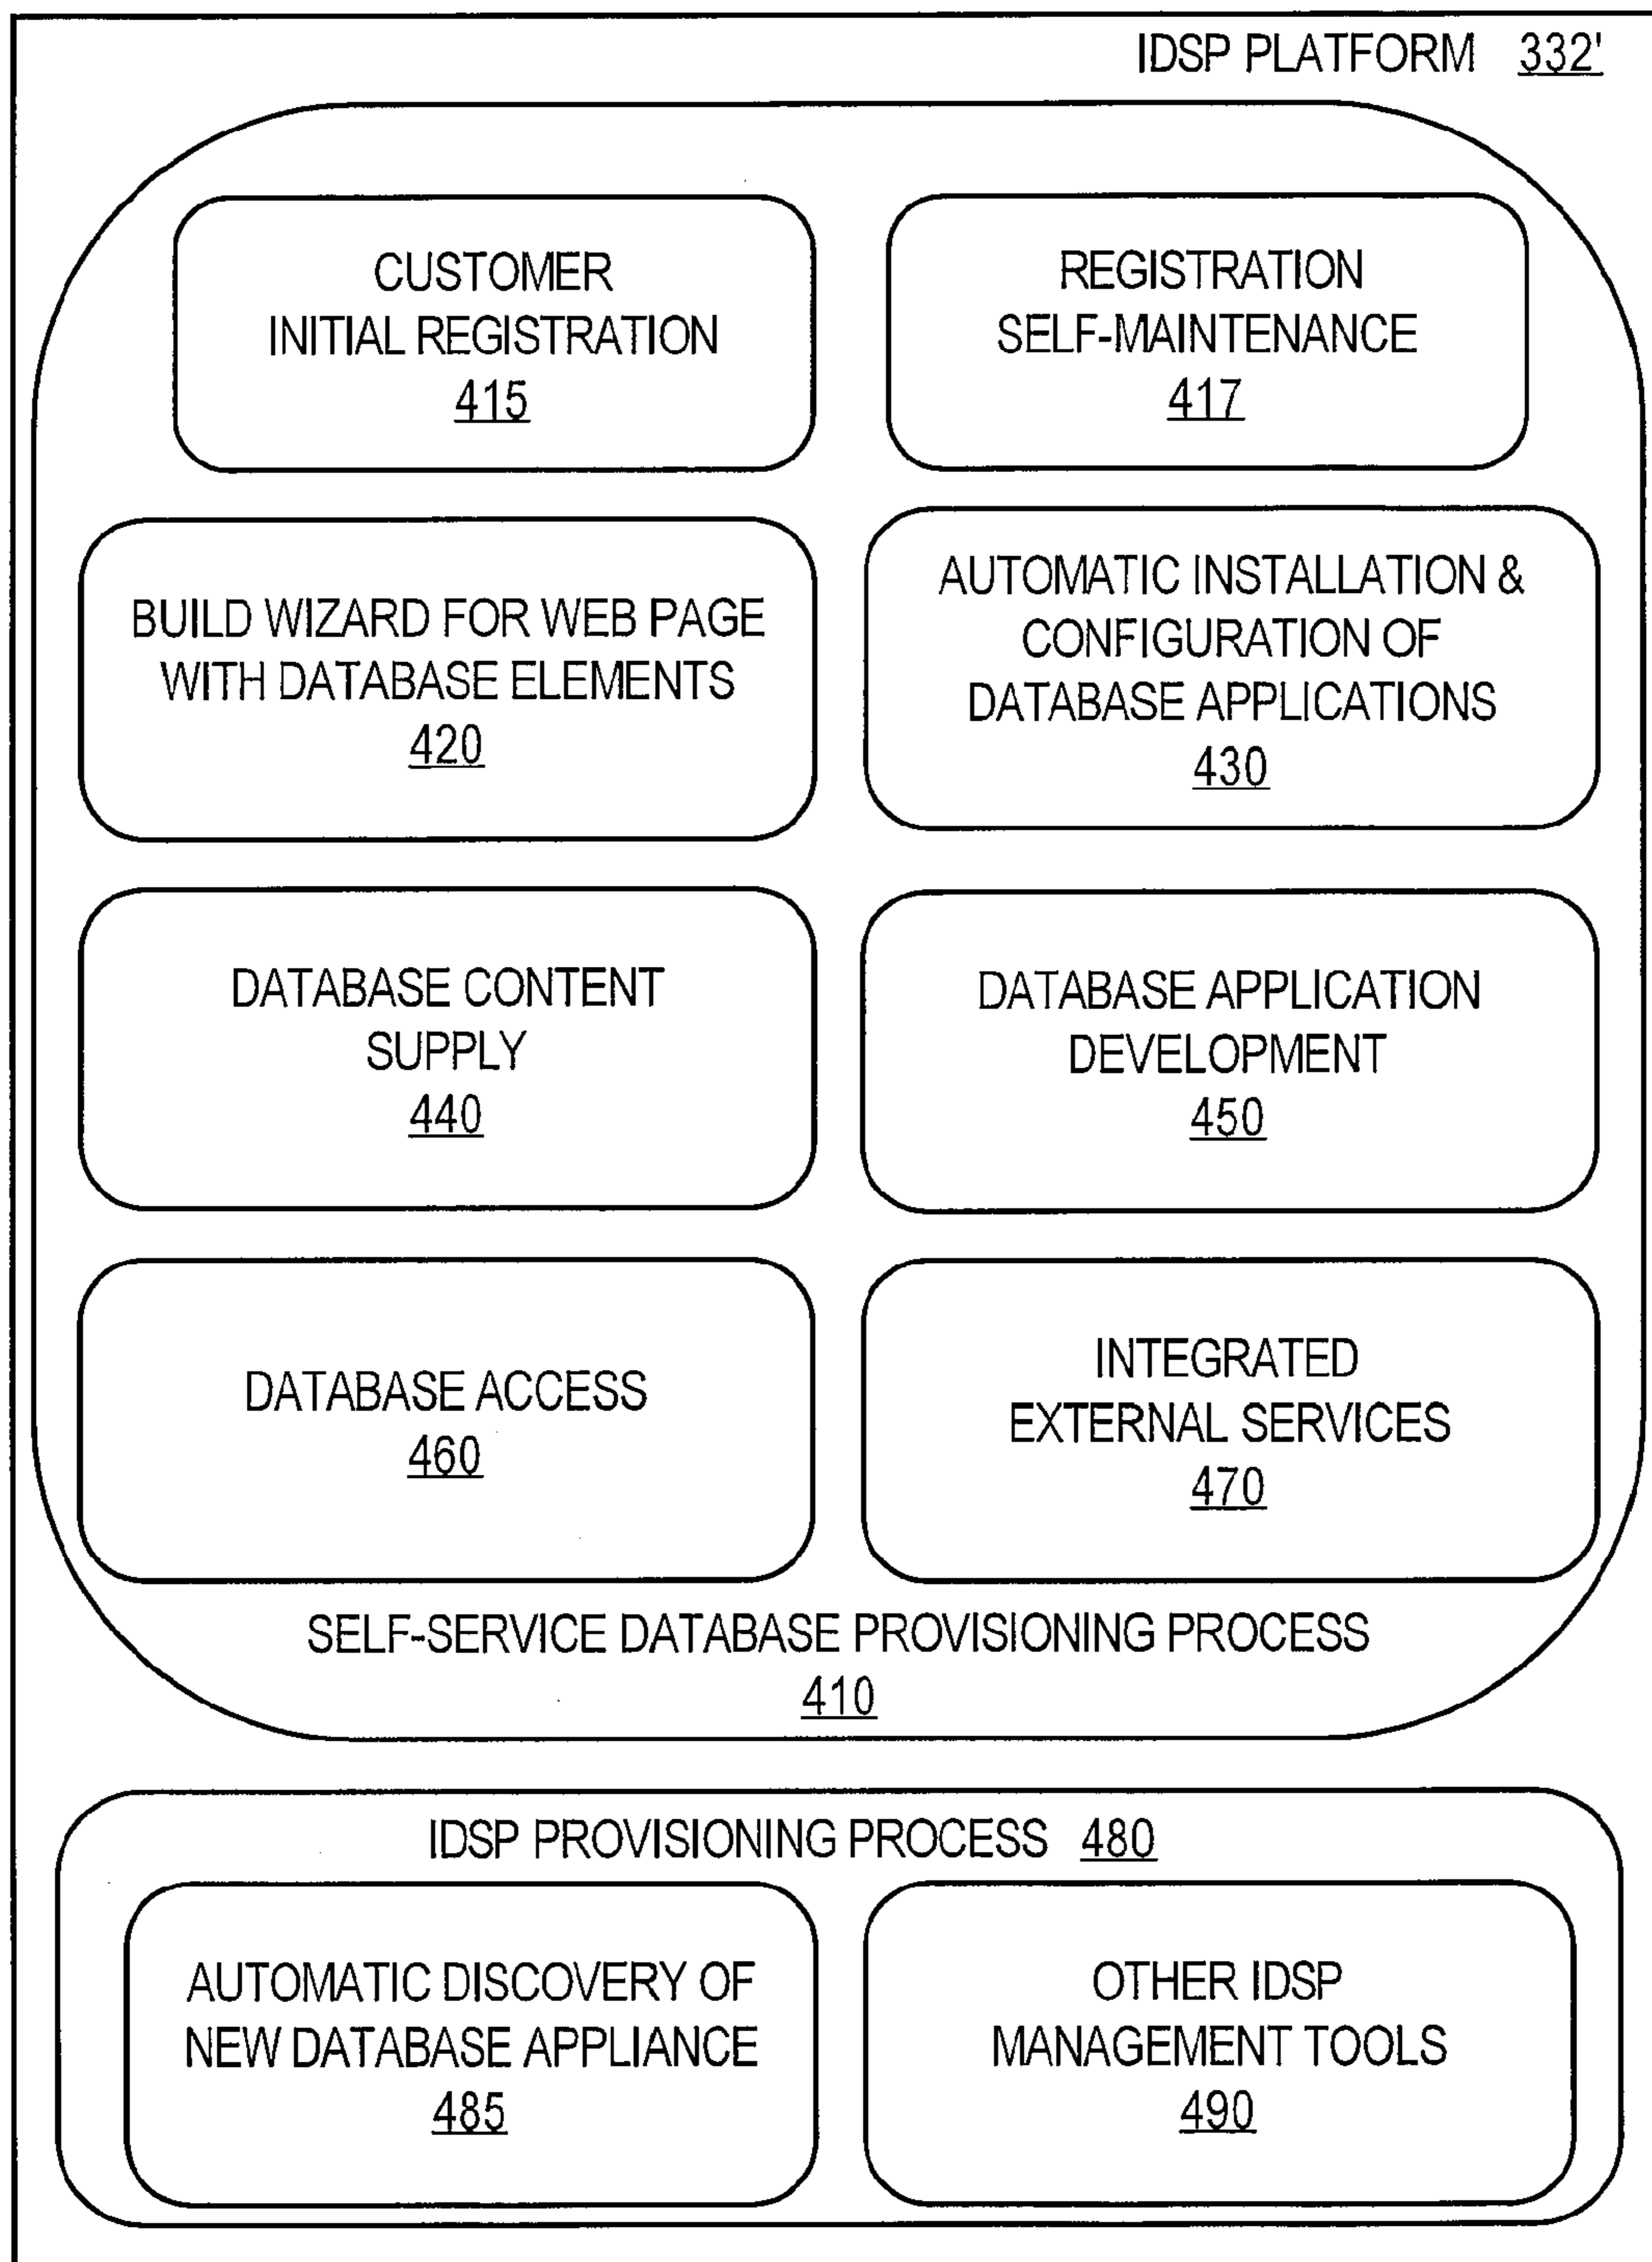 IDSP PLATFORM 332'
CUSTOMER
INITIAL REGISTRATION
415
REGISTRATION
SELF-MAINTENANCE
417
BUILD WIZARD FOR WEB PAGE
WITH DATABASE ELEMENTS
420
AUTOMATIC INSTALLATION &
CONFIGURATION OF
DATABASE APPLICATIONS
430
DATABASE CONTENT
SUPPLY
440
DATABASE APPLICATION
DEVELOPMENT
450
DATABASE ACCESS
460
INTEGRATED
EXTERNAL SERVICES
470
SELF-SERVICE DATABASE PROVISIONING PROCESS
410
IDSP PROVISIONING PROCESS 480
AUTOMATIC DISCOVERY OF
NEW DATABASE APPLIANCE
485
OTHER IDSP
MANAGEMENT TOOLS
490